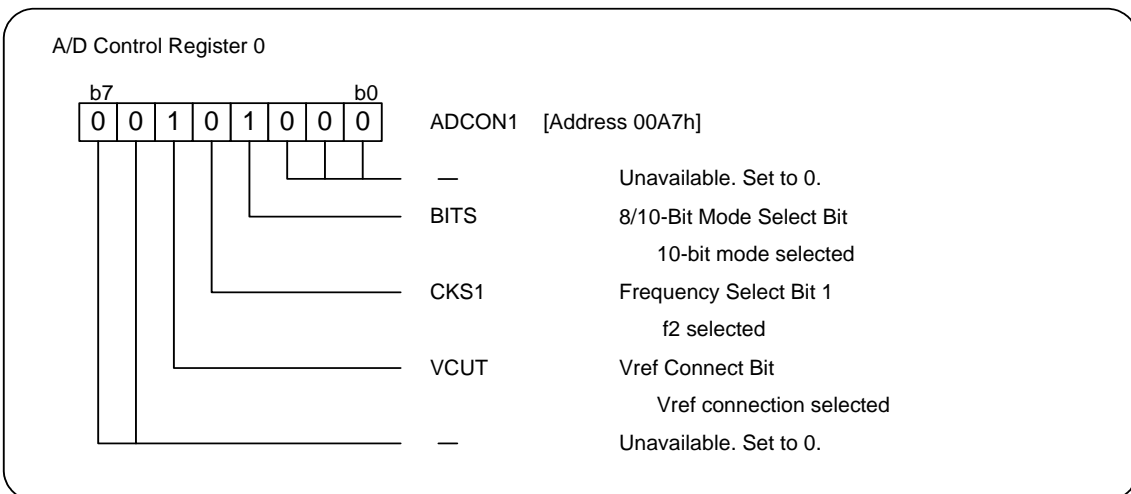 A/D Control Register 0
b7 b0
0 0 1 0 1 0 0 0 ADCON1 [Address 00A7h]
— Unavailable. Set to 0.
BITS 8/10-Bit Mode Select Bit
10-bit mode selected
CKS1 Frequency Select Bit 1
f2 selected
VCUT Vref Connect Bit
Vref connection selected
— Unavailable. Set to 0.